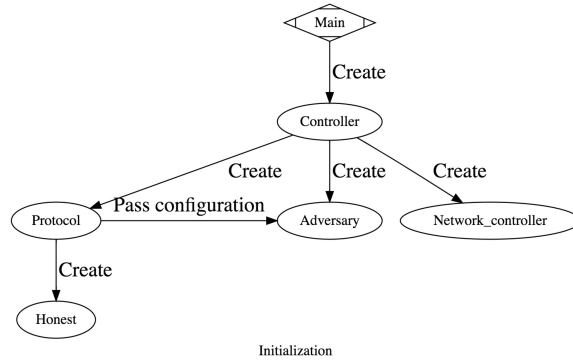 Main
Create
Controller
Create
Create
Create
Protocol
Pass configuration
Adversary
Network_controller
Create
Honest
Initialization